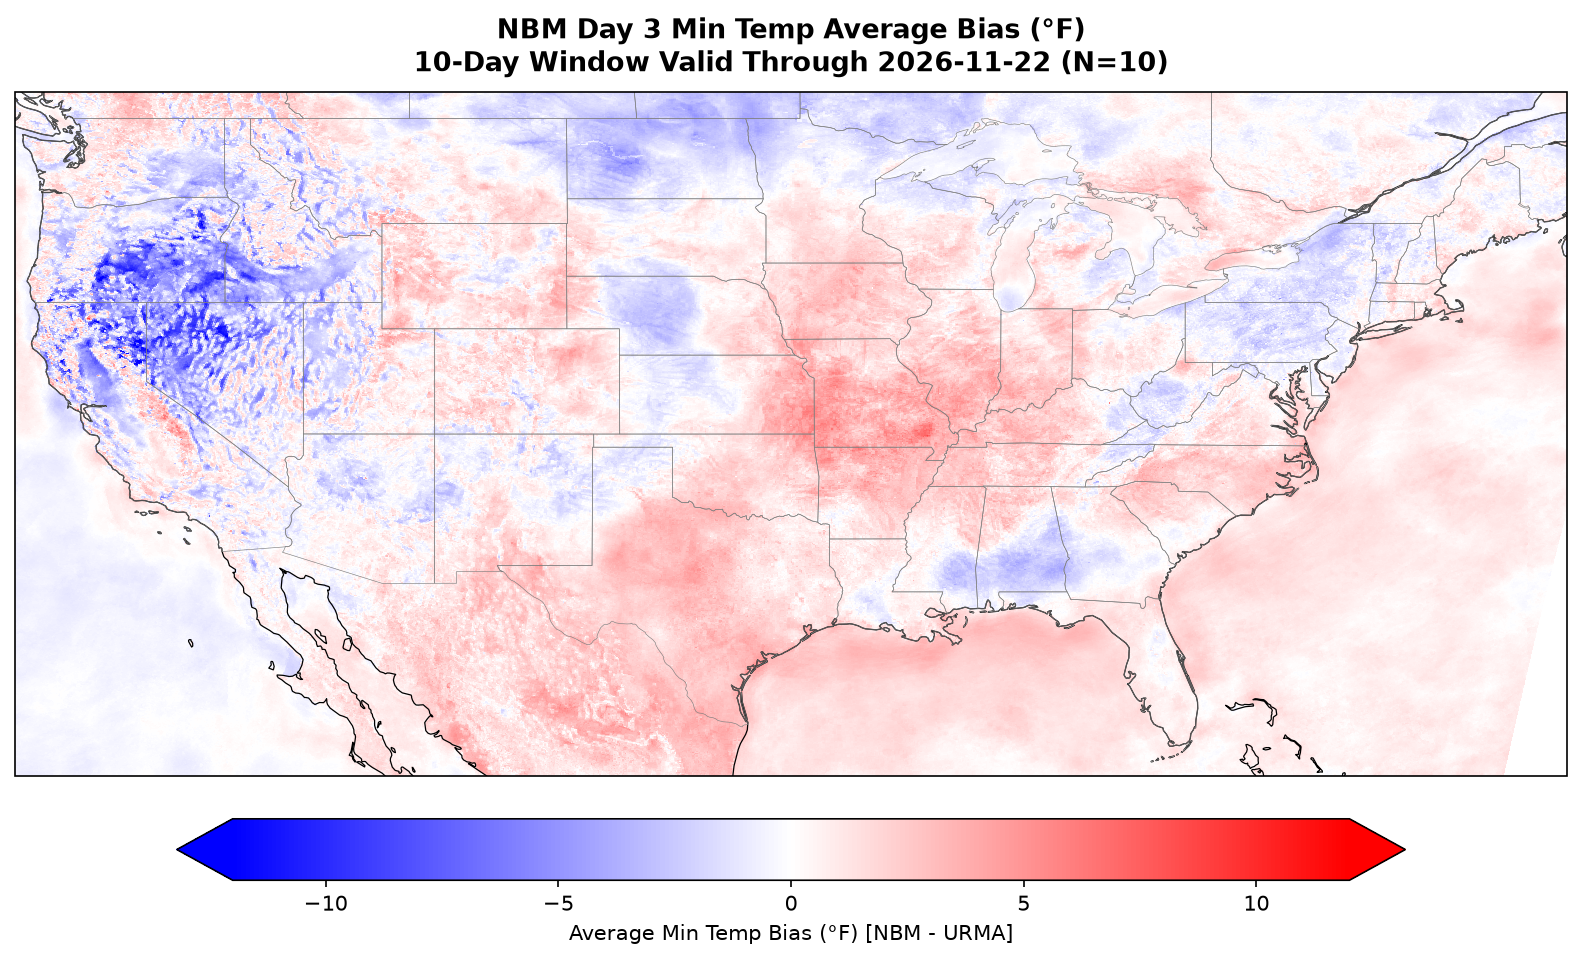 NBM Day 3 Min Temp Average Bias (°F)
10-Day Window Valid Through 2026-11-22 (N=10)
−10 −5 0 5 10
Average Min Temp Bias (°F) [NBM - URMA]